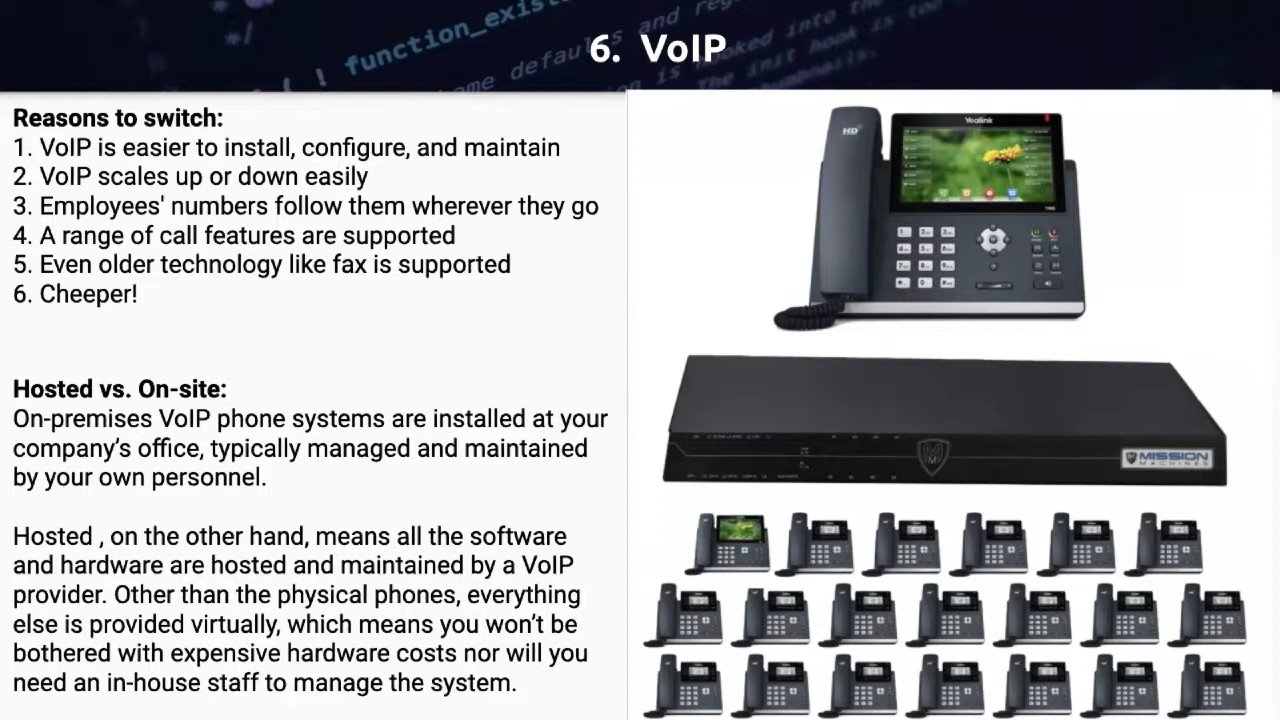 function_exist
*/
ome defaul s and reg
6. VoIP
Reasons to switch:
1. VoIP is easier to install, configure, and maintain
2. VoIP scales up or down easily
3. Employees' numbers follow them wherever they go
4. A range of call features are supported
5. Even older technology like fax is supported
6. Cheeper!
Hosted vs. On-site:
On-premises VoIP phone systems are installed at your
company’s office, typically managed and maintained
by your own personnel.
Hosted , on the other hand, means all the software
and hardware are hosted and maintained by a VoIP
provider. Other than the physical phones, everything
else is provided virtually, which means you won’t be
bothered with expensive hardware costs nor will you
need an in-house staff to manage the system.
Yealink
HD
MISSION
MACHINES